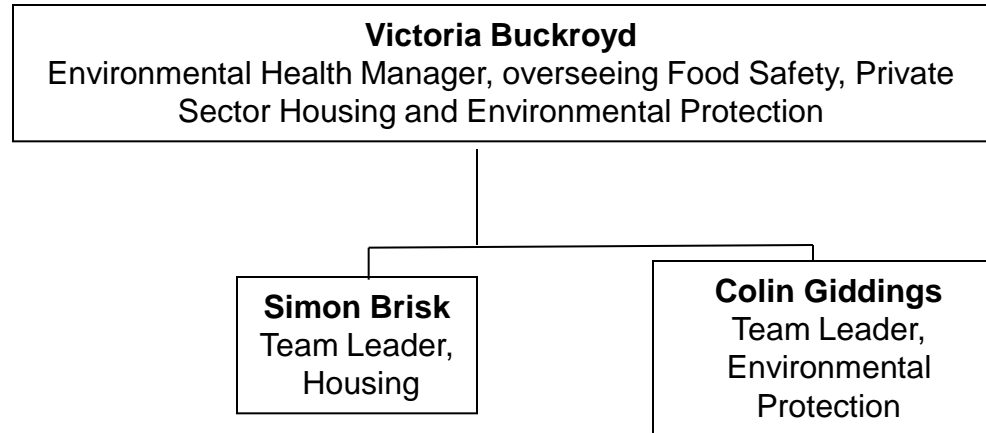 Victoria Buckroyd
Environmental Health Manager, overseeing Food Safety, Private
Sector Housing and Environmental Protection
Simon Brisk
Team Leader,
Housing
Colin Giddings
Team Leader,
Environmental
Protection